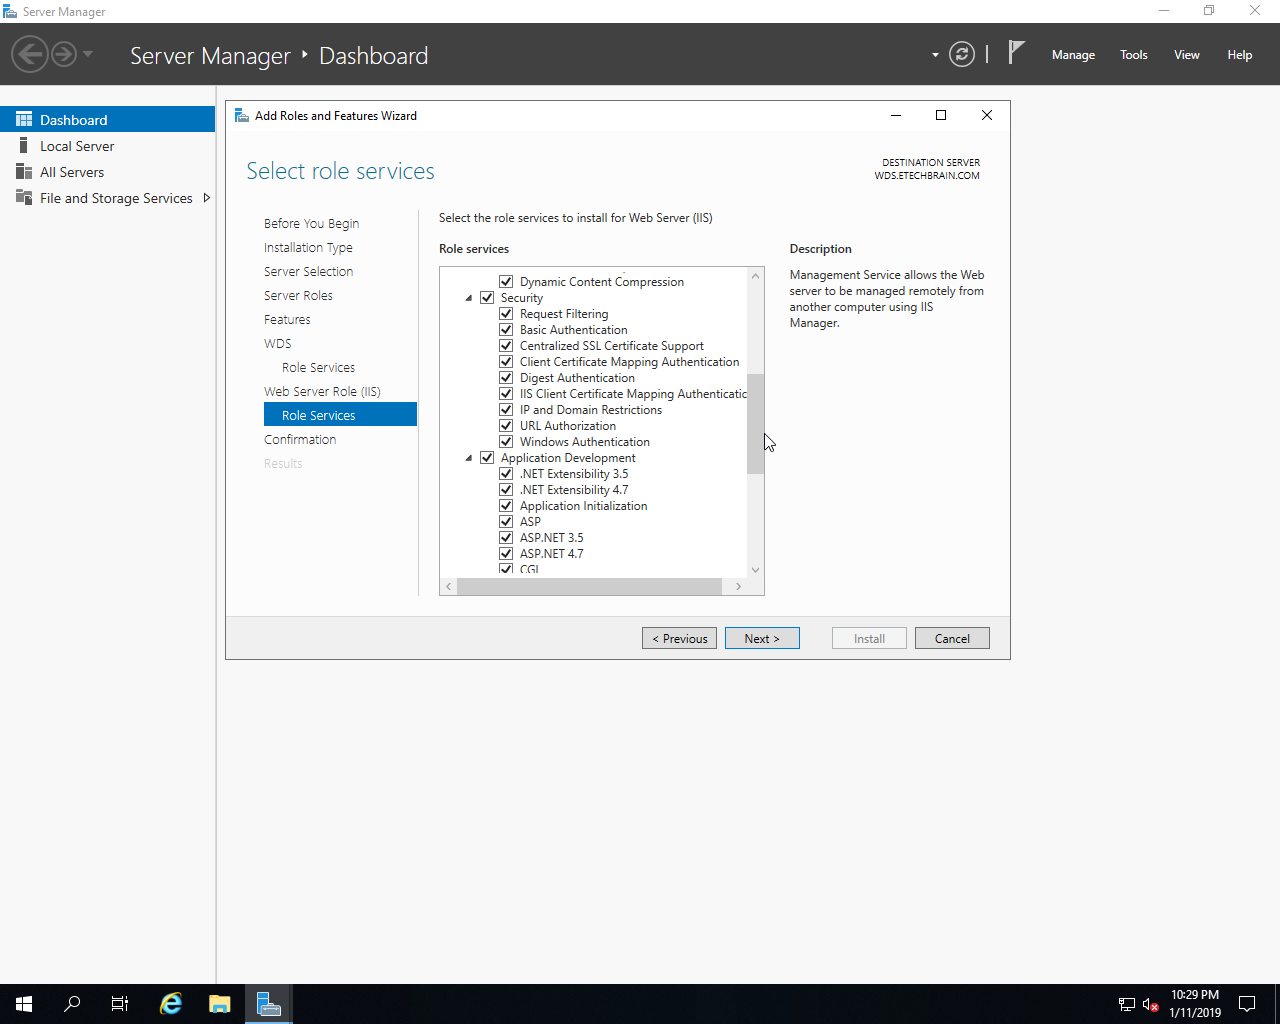 Server Manager
Server Manager
Dashboard
Manage
Tools
View
Help
Dashboard
Local Server
All Servers
File and Storage Services
Add Roles and Features Wizard
Select role services
DESTINATION SERVER
WDS.ETECHBRAIN.COM
Before You Begin
Installation Type
Server Selection
Server Roles
Features
WDS
Role Services
Web Server Role (IIS)
Role Services
Confirmation
Results
Select the role services to install for Web Server (IIS)
Role services
Dynamic Content Compression
Security
Request Filtering
Basic Authentication
Centralized SSL Certificate Support
Client Certificate Mapping Authentication
Digest Authentication
IIS Client Certificate Mapping Authenticatic
IP and Domain Restrictions
URL Authorization
Windows Authentication
Application Development
.NET Extensibility 3.5
.NET Extensibility 4.7
Application Initialization
ASP
ASP.NET 3.5
ASP.NET 4.7
CGI
Description
Management Service allows the Web
server to be managed remotely from
another computer using IIS
Manager.
< Previous
Next >
Install
Cancel
10:29 PM
1/11/2019